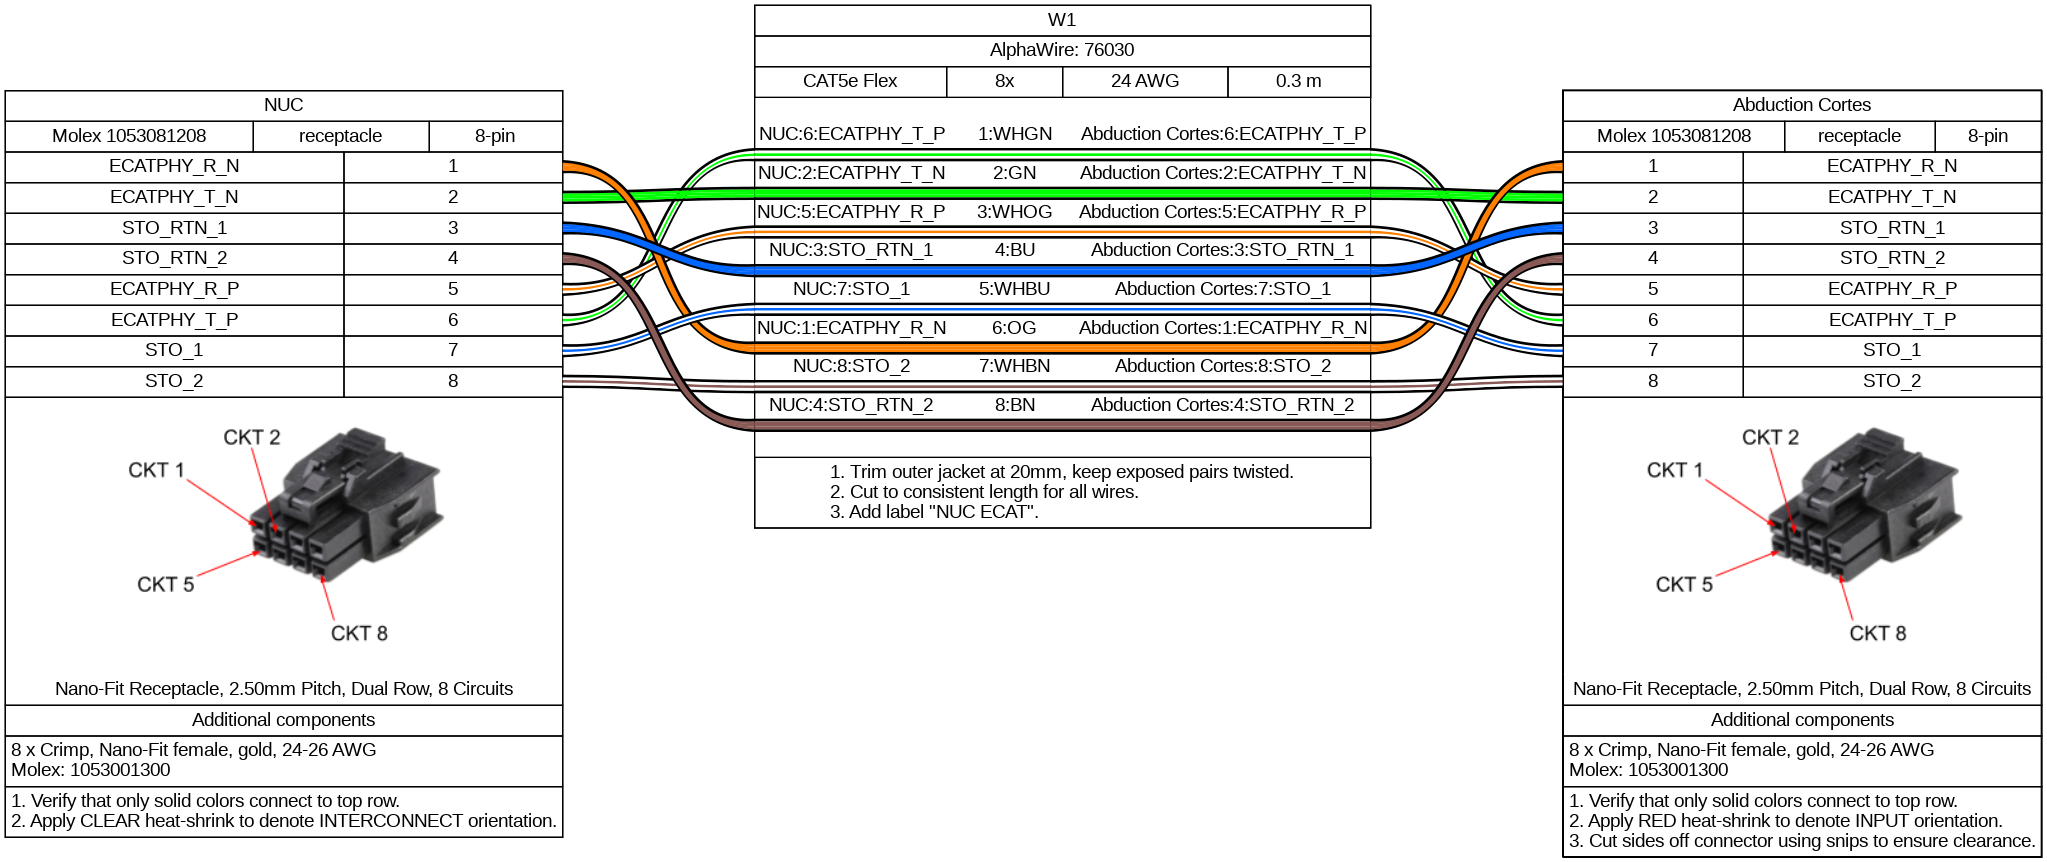 NUC
Molex 1053081208 receptacle 8-pin
ECATPHY_R_N 1
ECATPHY_T_N 2
STO_RTN_1 3
STO_RTN_2 4
ECATPHY_R_P 5
ECATPHY_T_P 6
STO_1 7
STO_2 8
CKT 2
CKT 1
CKT 5
CKT 8
Nano-Fit Receptacle, 2.50mm Pitch, Dual Row, 8 Circuits
Additional components
8 x Crimp, Nano-Fit female, gold, 24-26 AWG
Molex: 1053001300
1. Verify that only solid colors connect to top row.
2. Apply CLEAR heat-shrink to denote INTERCONNECT orientation.
W1
AlphaWire: 76030
CAT5e Flex 8x 24 AWG 0.3 m
NUC:6:ECATPHY_T_P 1:WHGN Abduction Cortes:6:ECATPHY_T_P
NUC:2:ECATPHY_T_N 2:GN Abduction Cortes:2:ECATPHY_T_N
NUC:5:ECATPHY_R_P 3:WHOG Abduction Cortes:5:ECATPHY_R_P
NUC:3:STO_RTN_1 4:BU Abduction Cortes:3:STO_RTN_1
NUC:7:STO_1 5:WHBU Abduction Cortes:7:STO_1
NUC:1:ECATPHY_R_N 6:OG Abduction Cortes:1:ECATPHY_R_N
NUC:8:STO_2 7:WHBN Abduction Cortes:8:STO_2
NUC:4:STO_RTN_2 8:BN Abduction Cortes:4:STO_RTN_2
1. Trim outer jacket at 20mm, keep exposed pairs twisted.
2. Cut to consistent length for all wires.
3. Add label "NUC ECAT".
Abduction Cortes
Molex 1053081208 receptacle 8-pin
1 ECATPHY_R_N
2 ECATPHY_T_N
3 STO_RTN_1
4 STO_RTN_2
5 ECATPHY_R_P
6 ECATPHY_T_P
7 STO_1
8 STO_2
CKT 2
CKT 1
CKT 5
CKT 8
Nano-Fit Receptacle, 2.50mm Pitch, Dual Row, 8 Circuits
Additional components
8 x Crimp, Nano-Fit female, gold, 24-26 AWG
Molex: 1053001300
1. Verify that only solid colors connect to top row.
2. Apply RED heat-shrink to denote INPUT orientation.
3. Cut sides off connector using snips to ensure clearance.